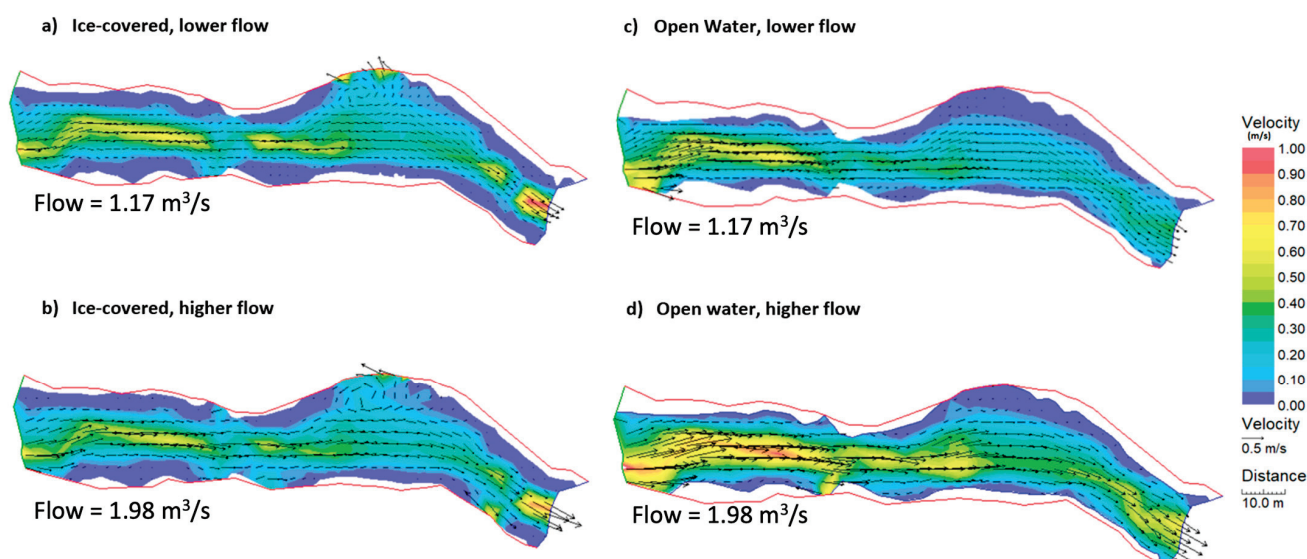 a) Ice-covered, lower flow
Flow = 1.17 m³/s
b) Ice-covered, higher flow
Flow = 1.98 m³/s
c) Open Water, lower flow
Flow = 1.17 m³/s
d) Open water, higher flow
Flow = 1.98 m³/s
Velocity
(m/s)
1.00
0.90
0.80
0.70
0.60
0.50
0.40
0.30
0.20
0.10
0.00
Velocity
0.5 m/s
Distance
10.0 m